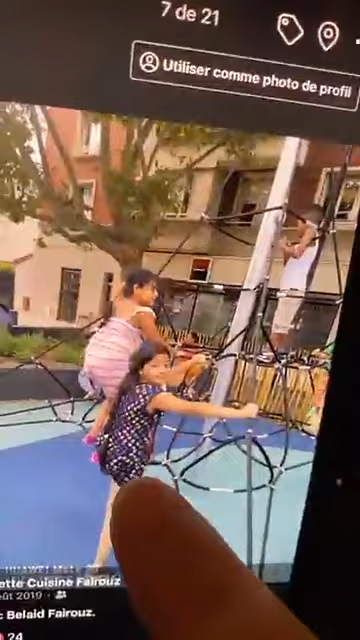 7 de 21
Utiliser comme photo de profil
ette Cuisine Fairouz
oût 2019
c Belaid Fairouz.
24